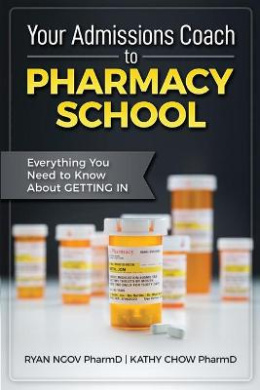 Your Admissions Coach
to
PHARMACY
SCHOOL
Everything You
Need to Know
About GETTING IN
RYAN NGOV PharmD | KATHY CHOW PharmD